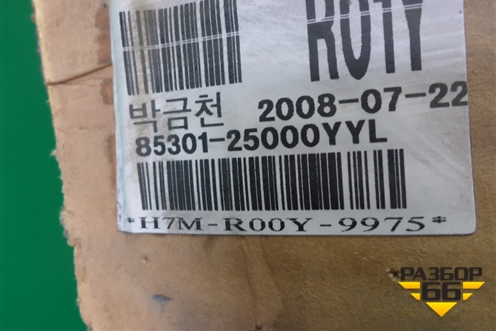 R01Y
박금천 2008-07-22
85301-25000YYL
*H7M-R00Y-9975*
РАЗБОР
66